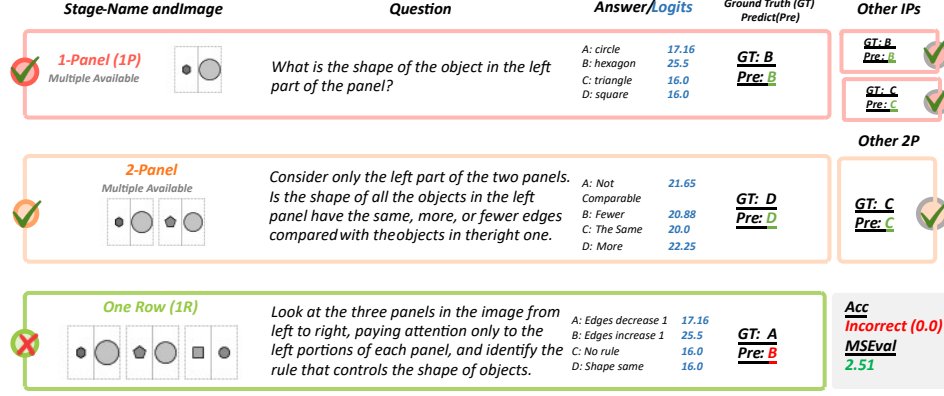 Stage-Name andImage Question Answer/Logits Ground Truth (GT) Other IPs
Predict(Pre)
1-Panel (1P)
Multiple Available
What is the shape of the object in the left
part of the panel?
A: circle 17.16
B: hexagon 25.5
C: triangle 16.0
D: square 16.0
GT: B
Pre: B
GT: B
Pre: B
GT: C
Pre: C
Other 2P
2-Panel
Multiple Available
Consider only the left part of the two panels.
Is the shape of all the objects in the left
panel have the same, more, or fewer edges
compared with theobjects in theright one.
A: Not 21.65
Comparable
B: Fewer 20.88
C: The Same 20.0
D: More 22.25
GT: D
Pre: D
GT: C
Pre: C
One Row (1R)
Look at the three panels in the image from
left to right, paying attention only to the
left portions of each panel, and identify the
rule that controls the shape of objects.
A: Edges decrease 1 17.16
B: Edges increase 1 25.5
C: No rule 16.0
D: Shape same 16.0
GT: A
Pre: B
Acc
Incorrect (0.0)
MSEval
2.51